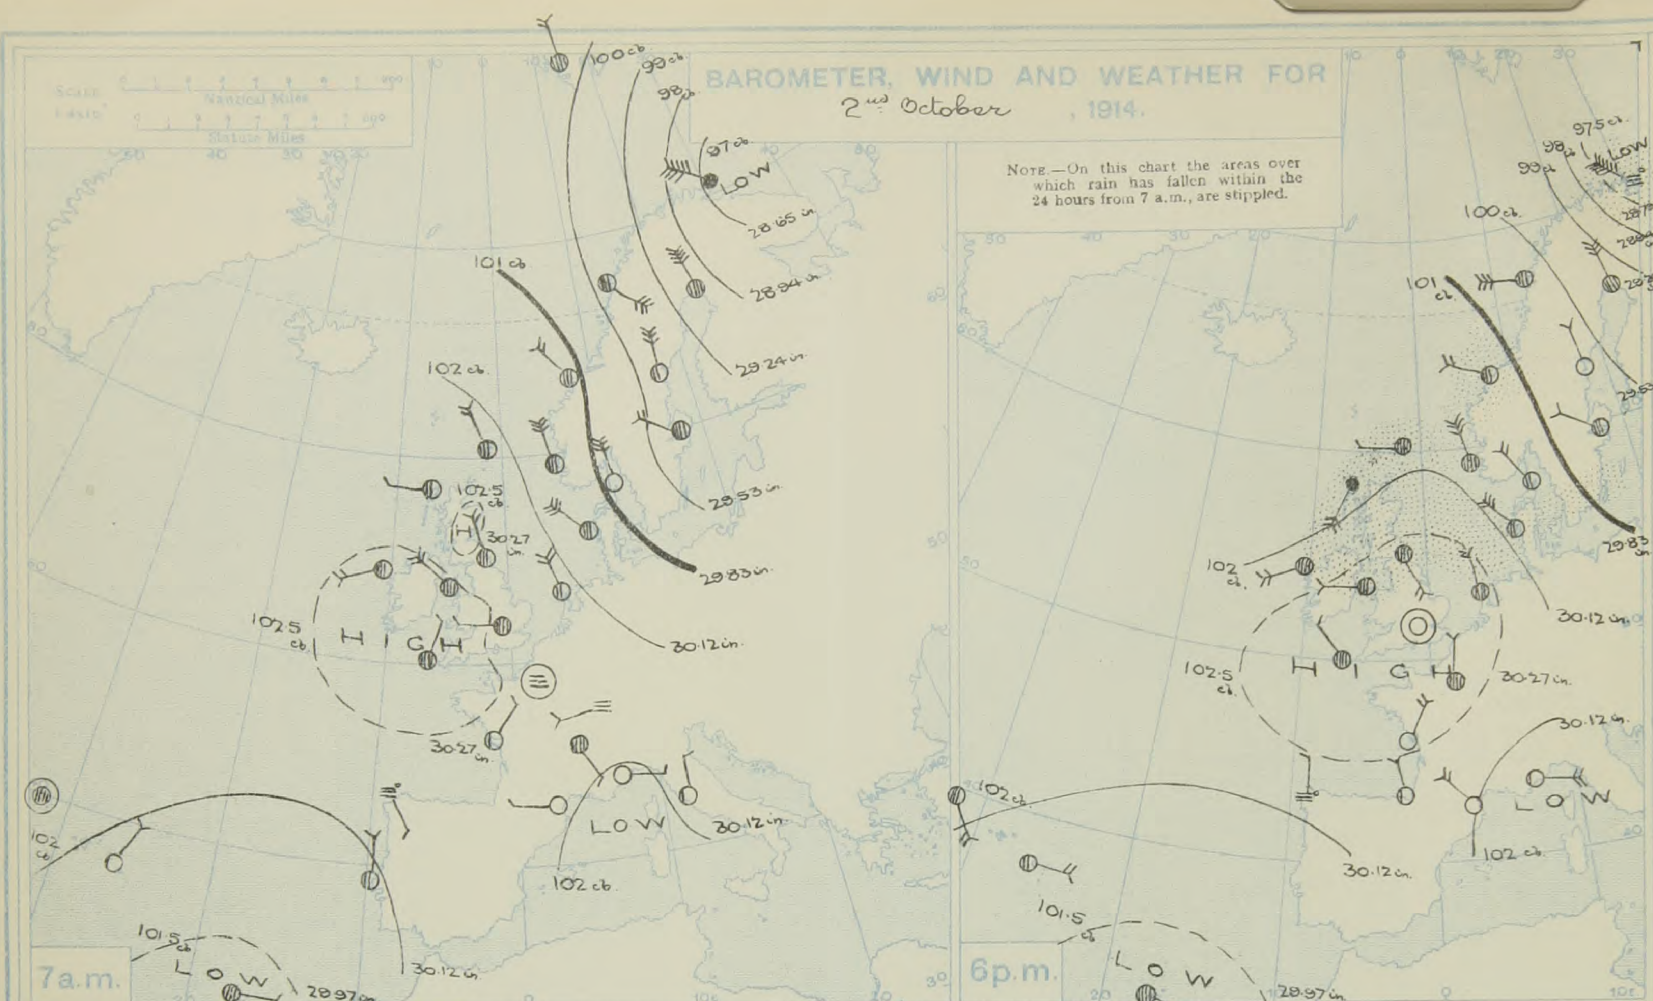 BAROMETER, WIND AND WEATHER FOR
2nd October , 1914.
Scale
Nautical Miles
Statute Miles
NOTE.—On this chart the areas over
which rain has fallen within the
24 hours from 7 a.m., are stippled.
100 cb.
99 cb.
98 cb.
97 cb.
LOW
28.65 in.
28.94 in.
29.24 in.
29.53 in.
101 cb
29.83 in.
102 cb.
30.12 in.
102.5 cb
H
30.27 in.
102.5 cb.
HIGH
30.27 in.
102 cb
30.12 in
LOW
30.12 in.
102 cb.
101.5 cb
LOW
28.97 in
7 a.m.
97.5 cb.
98 cb.
LOW
99 cb
100 cb.
101 cb.
29.83 in.
102 cb.
30.12 in.
102.5 cb.
HIGH
30.27 in.
30.12 in.
LOW
102 cb.
102 cb
30.12 in.
101.5 cb
LOW
28.97 in
6 p.m.